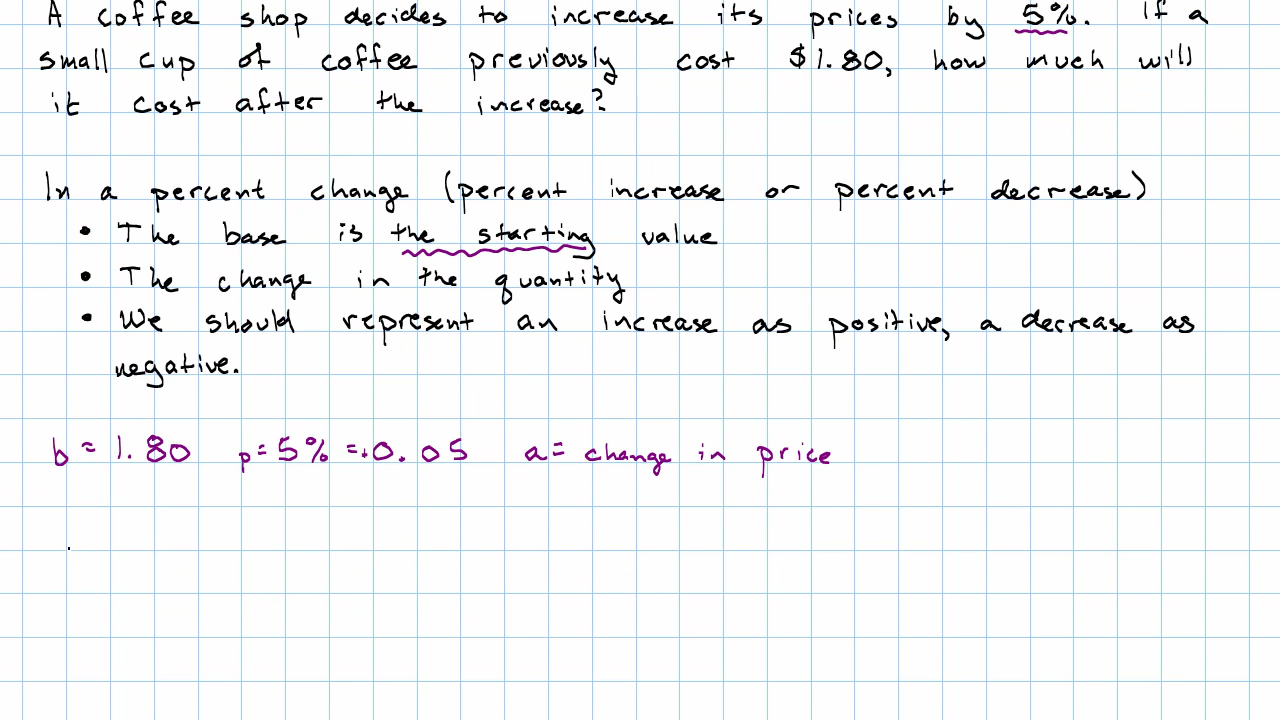 A coffee shop decides to increase its prices by 5%. If a
small cup of coffee previously cost $1.80, how much will
it cost after the increase?
In a percent change (percent increase or percent decrease)
• The base is the starting value
• The change in the quantity
• We should represent an increase as positive, a decrease as
negative.
b = 1.80 p = 5% = +0.05 a = change in price